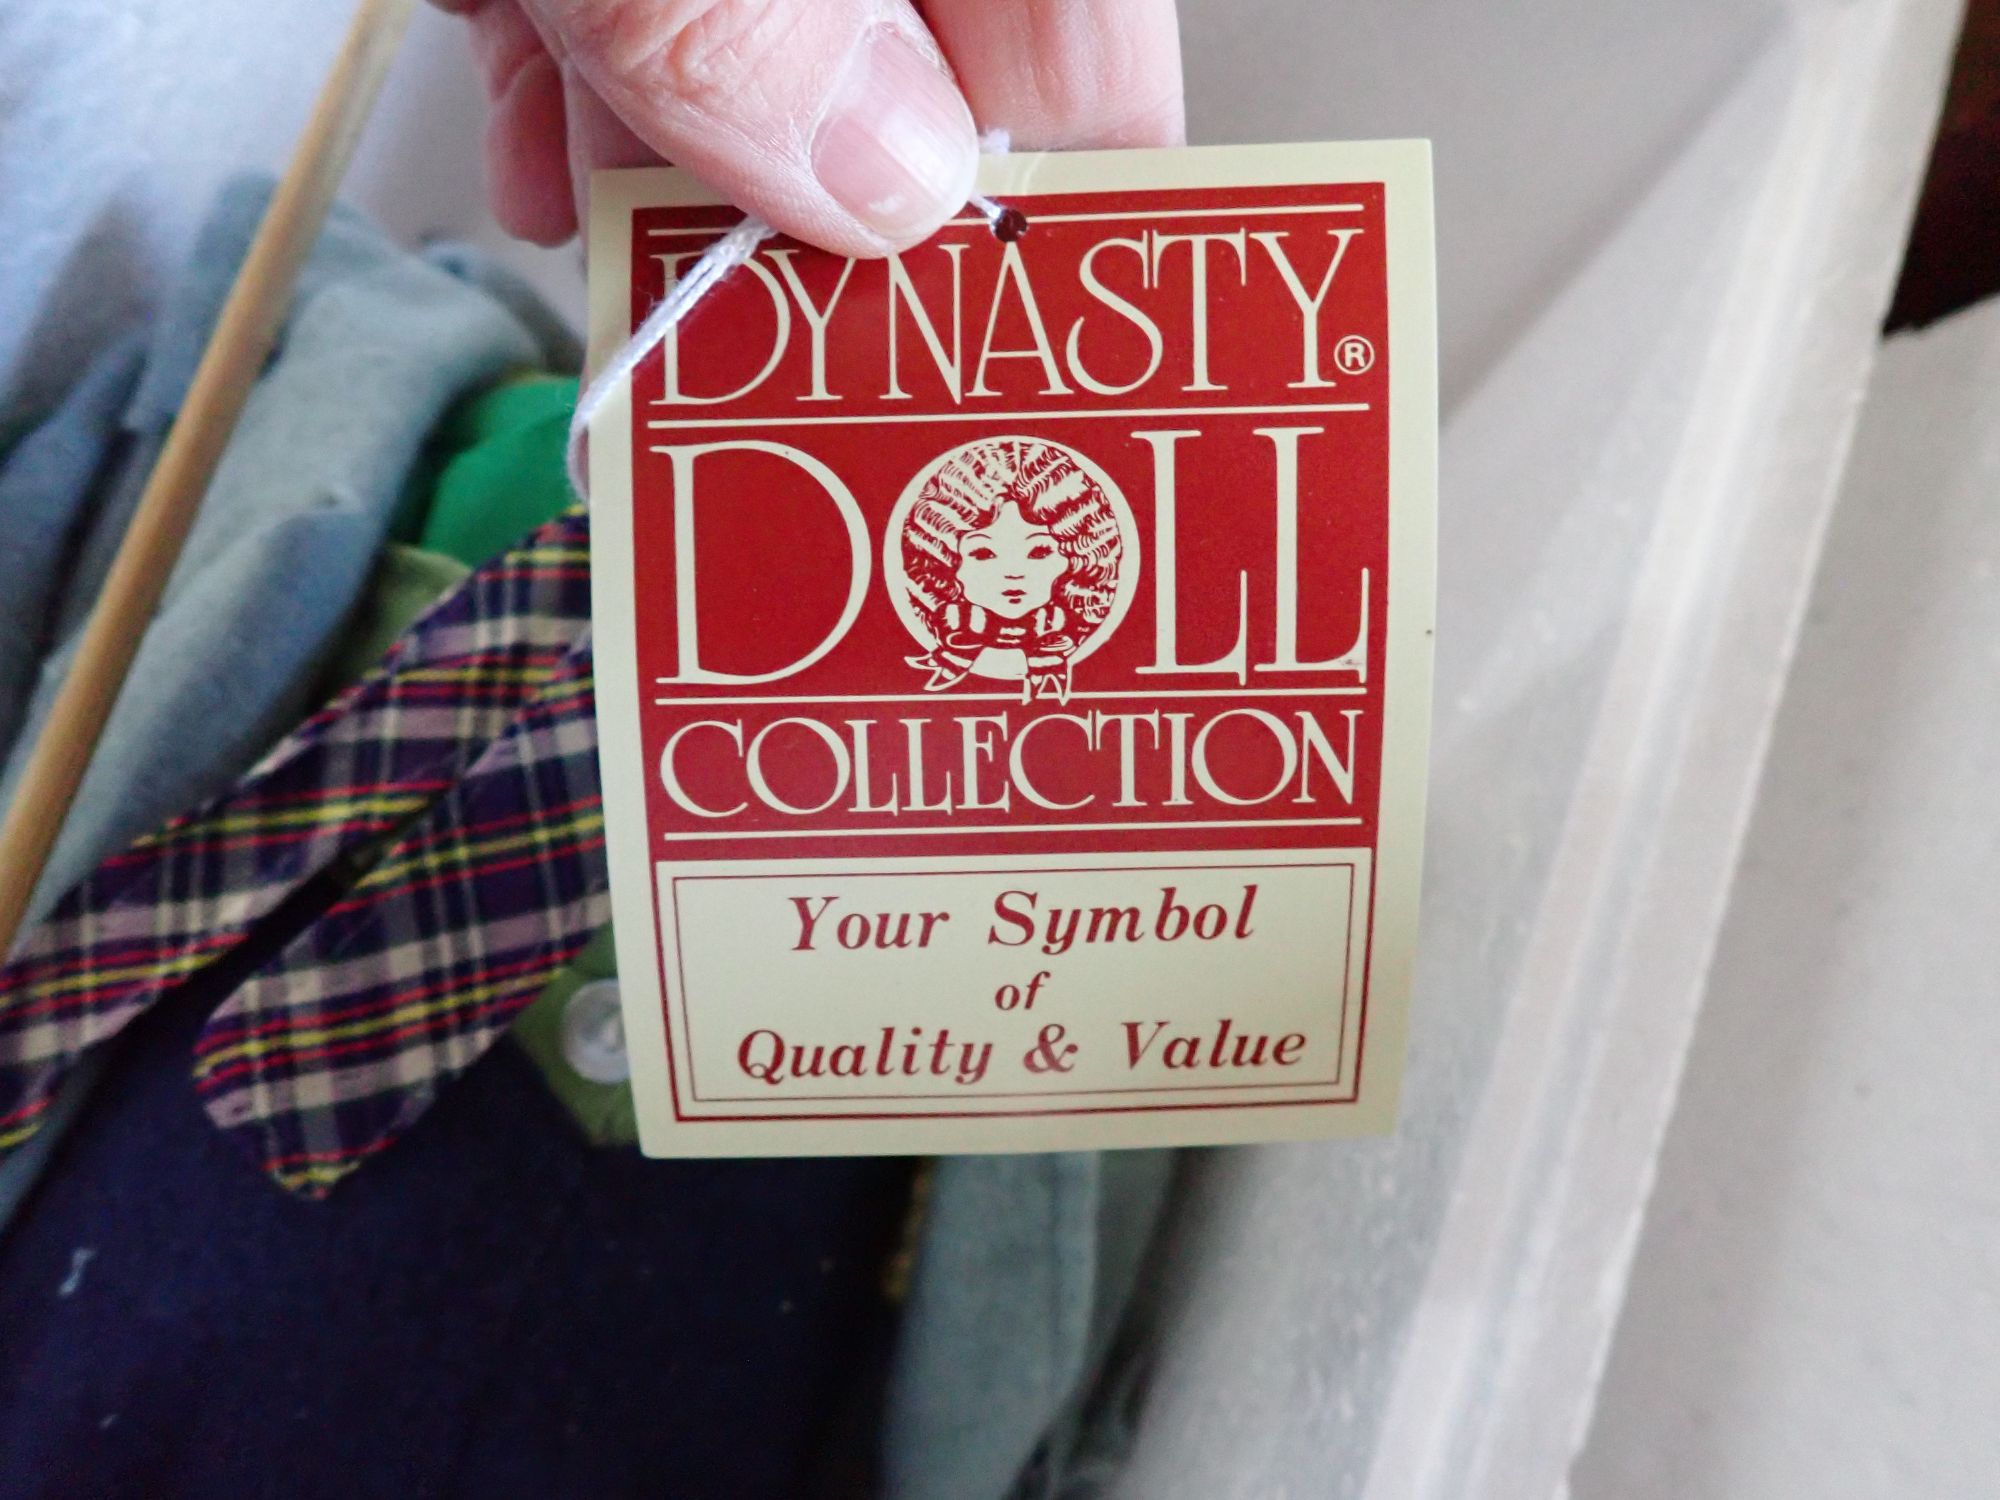 DYNASTY®
DOLL
COLLECTION
Your Symbol
of
Quality & Value